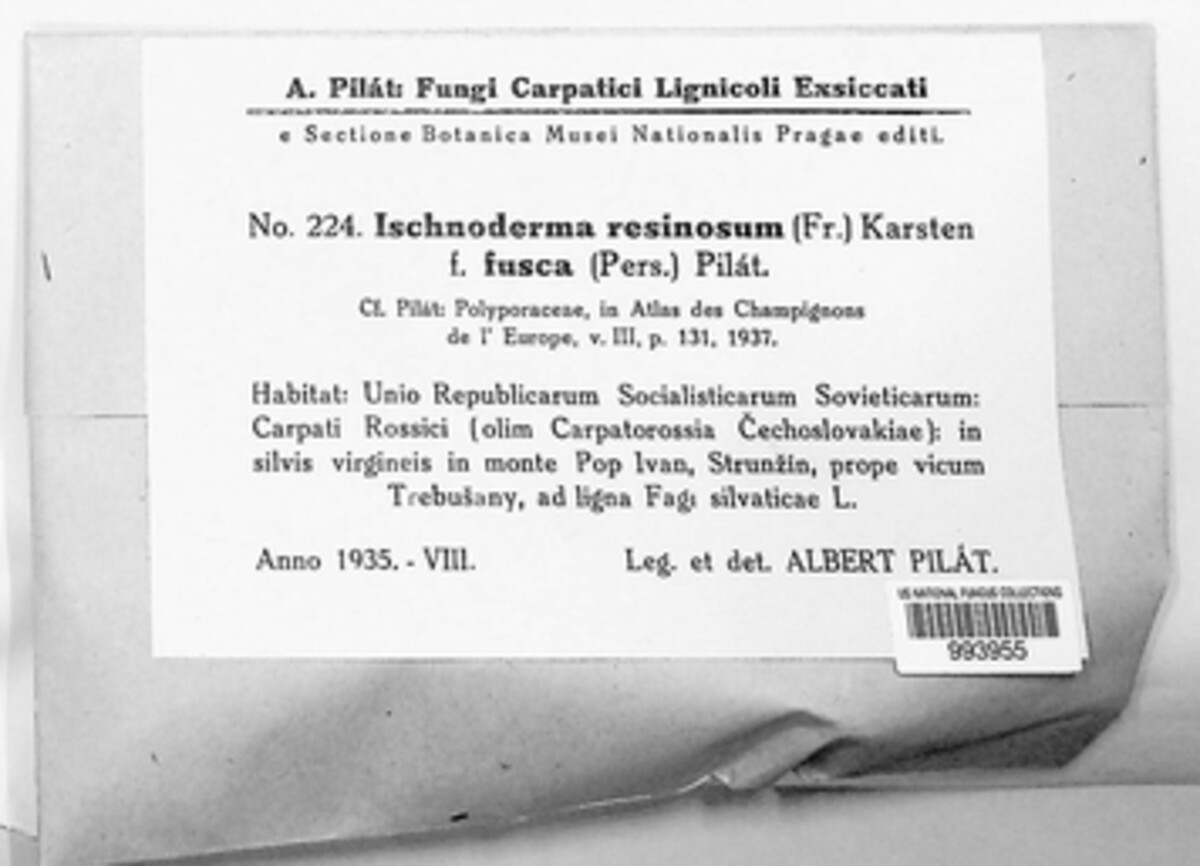 A. Pilát: Fungi Carpatici Lignicoli Exsiccati
e Sectione Botanica Musei Nationalis Pragae editi.
No. 224. Ischnoderma resinosum (Fr.) Karsten
f. fusca (Pers.) Pilát.
Cf. Pilát: Polyporaceae, in Atlas des Champignons
de l' Europe, v. III, p. 131, 1937.
Habitat: Unio Republicarum Socialisticarum Sovieticarum:
Carpati Rossici (olim Carpatorossia Čechoslovakiae): in
silvis virgineis in monte Pop Ivan, Strunžin, prope vicum
Trebušany, ad ligna Fagi silvaticae L.
Anno 1935. - VIII. Leg. et det. ALBERT PILÁT.
US NATIONAL FUNGUS COLLECTIONS
993955